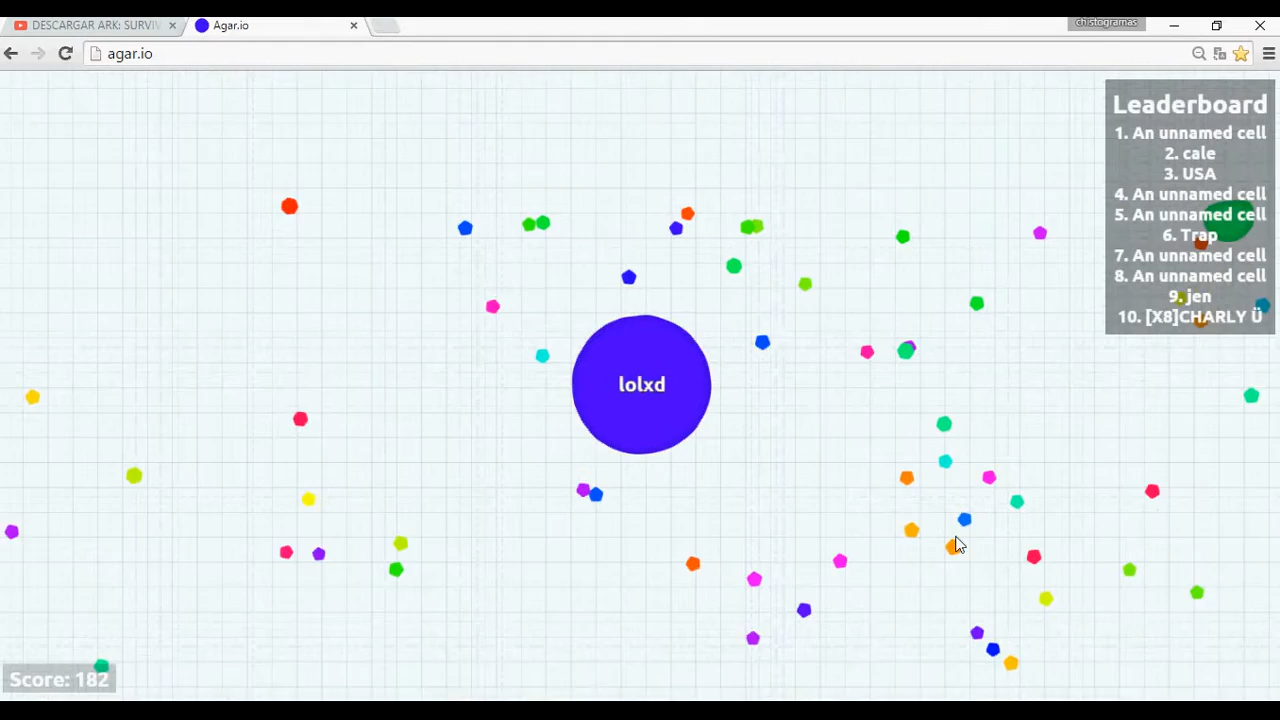 DESCARGAR ARK: SURVIV
Agar.io
chistogramas
agar.io
Leaderboard
1. An unnamed cell
2. cale
3. USA
4. An unnamed cell
5. An unnamed cell
6. Trap
7. An unnamed cell
8. An unnamed cell
9. jen
10. [X8]CHARLY Ü
lolxd
Score: 182